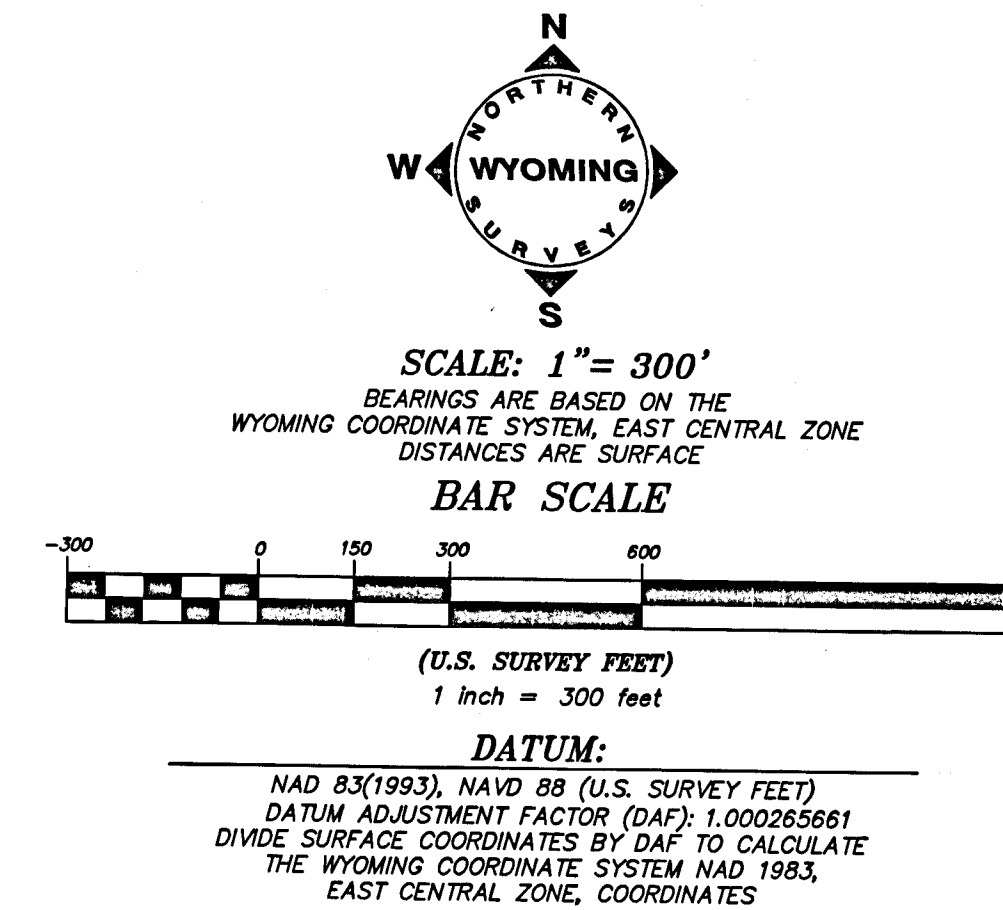 N
NORTHERN
W WYOMING
SURVEYS
S
SCALE: 1"= 300'
BEARINGS ARE BASED ON THE
WYOMING COORDINATE SYSTEM, EAST CENTRAL ZONE
DISTANCES ARE SURFACE
BAR SCALE
-300 0 150 300 600
(U.S. SURVEY FEET)
1 inch = 300 feet
DATUM:
NAD 83(1993), NAVD 88 (U.S. SURVEY FEET)
DATUM ADJUSTMENT FACTOR (DAF): 1.000265661
DIVIDE SURFACE COORDINATES BY DAF TO CALCULATE
THE WYOMING COORDINATE SYSTEM NAD 1983,
EAST CENTRAL ZONE, COORDINATES